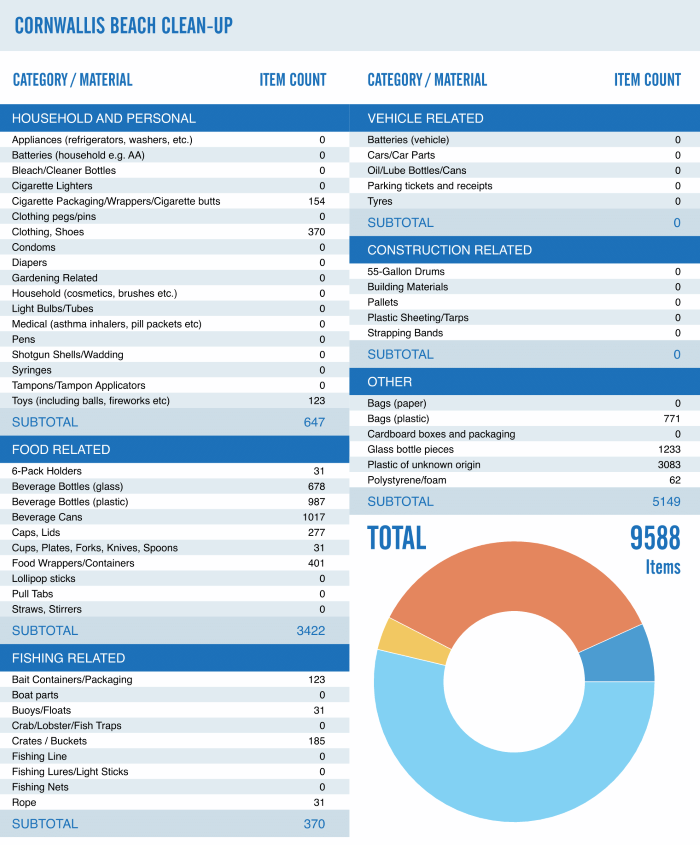 CORNWALLIS BEACH CLEAN-UP
CATEGORY / MATERIAL ITEM COUNT
HOUSEHOLD AND PERSONAL
Appliances (refrigerators, washers, etc.) 0
Batteries (household e.g. AA) 0
Bleach/Cleaner Bottles 0
Cigarette Lighters 0
Cigarette Packaging/Wrappers/Cigarette butts 154
Clothing pegs/pins 0
Clothing, Shoes 370
Condoms 0
Diapers 0
Gardening Related 0
Household (cosmetics, brushes etc.) 0
Light Bulbs/Tubes 0
Medical (asthma inhalers, pill packets etc) 0
Pens 0
Shotgun Shells/Wadding 0
Syringes 0
Tampons/Tampon Applicators 0
Toys (including balls, fireworks etc) 123
SUBTOTAL 647
FOOD RELATED
6-Pack Holders 31
Beverage Bottles (glass) 678
Beverage Bottles (plastic) 987
Beverage Cans 1017
Caps, Lids 277
Cups, Plates, Forks, Knives, Spoons 31
Food Wrappers/Containers 401
Lollipop sticks 0
Pull Tabs 0
Straws, Stirrers 0
SUBTOTAL 3422
FISHING RELATED
Bait Containers/Packaging 123
Boat parts 0
Buoys/Floats 31
Crab/Lobster/Fish Traps 0
Crates / Buckets 185
Fishing Line 0
Fishing Lures/Light Sticks 0
Fishing Nets 0
Rope 31
SUBTOTAL 370
CATEGORY / MATERIAL ITEM COUNT
VEHICLE RELATED
Batteries (vehicle) 0
Cars/Car Parts 0
Oil/Lube Bottles/Cans 0
Parking tickets and receipts 0
Tyres 0
SUBTOTAL 0
CONSTRUCTION RELATED
55-Gallon Drums 0
Building Materials 0
Pallets 0
Plastic Sheeting/Tarps 0
Strapping Bands 0
SUBTOTAL 0
OTHER
Bags (paper) 0
Bags (plastic) 771
Cardboard boxes and packaging 0
Glass bottle pieces 1233
Plastic of unknown origin 3083
Polystyrene/foam 62
SUBTOTAL 5149
TOTAL 9588
Items